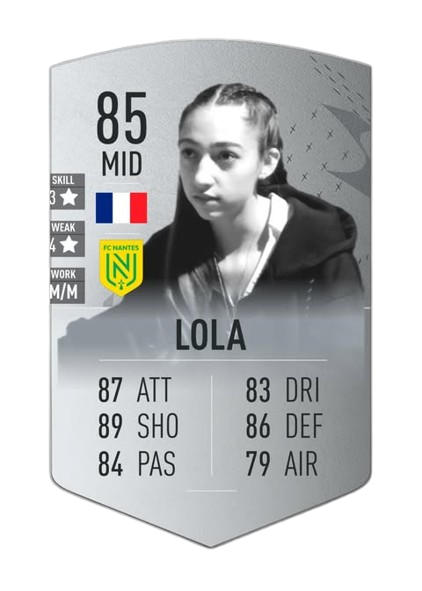 85
MID
SKILL
3 ★
WEAK
4 ★
WORK
M/M
FC NANTES
N
LOLA
87 ATT
89 SHO
84 PAS
83 DRI
86 DEF
79 AIR